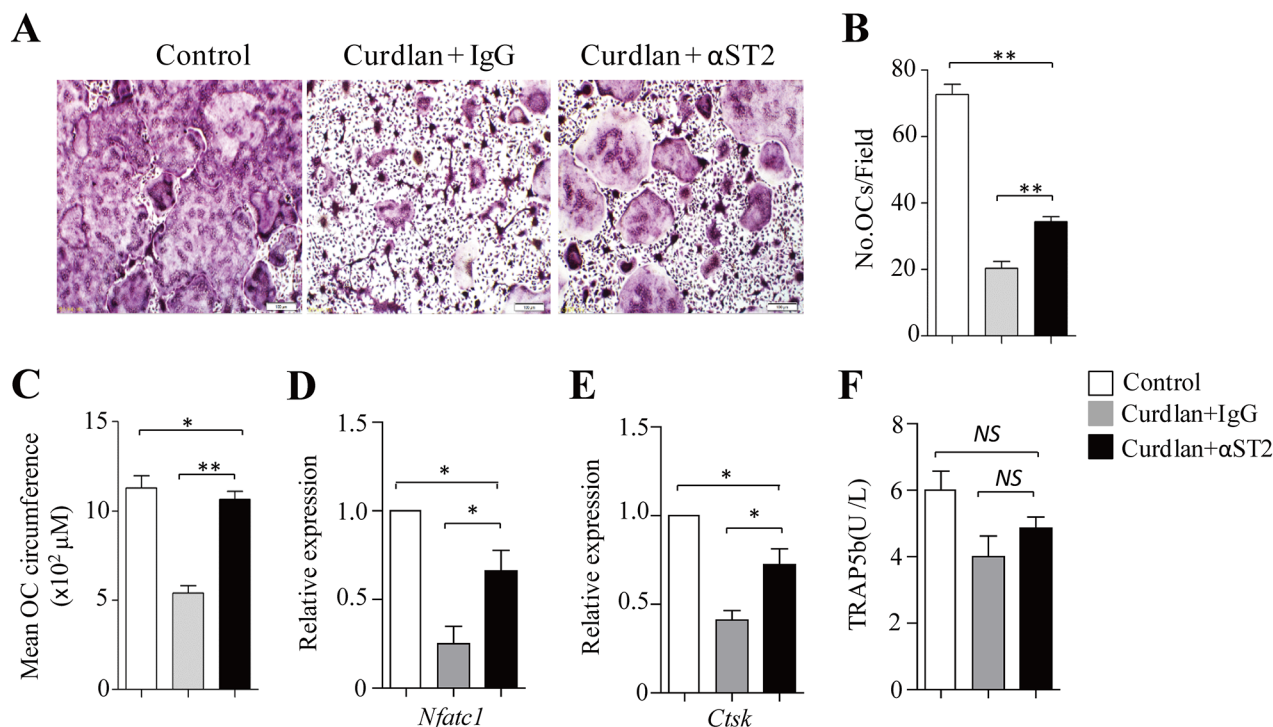 A
Control
Curdlan+IgG
Curdlan+αST2
100 μm
B
No.OCs/Field
80
60
40
20
0
**
**
C
Mean OC circumference
(x10² μM)
15
10
5
0
*
**
D
Relative expression
1.5
1.0
0.5
0
*
*
Nfatc1
E
Relative expression
1.5
1.0
0.5
0
*
*
Ctsk
F
TRAP5b(U /L)
8
6
4
2
0
NS
NS
Control
Curdlan+IgG
Curdlan+αST2